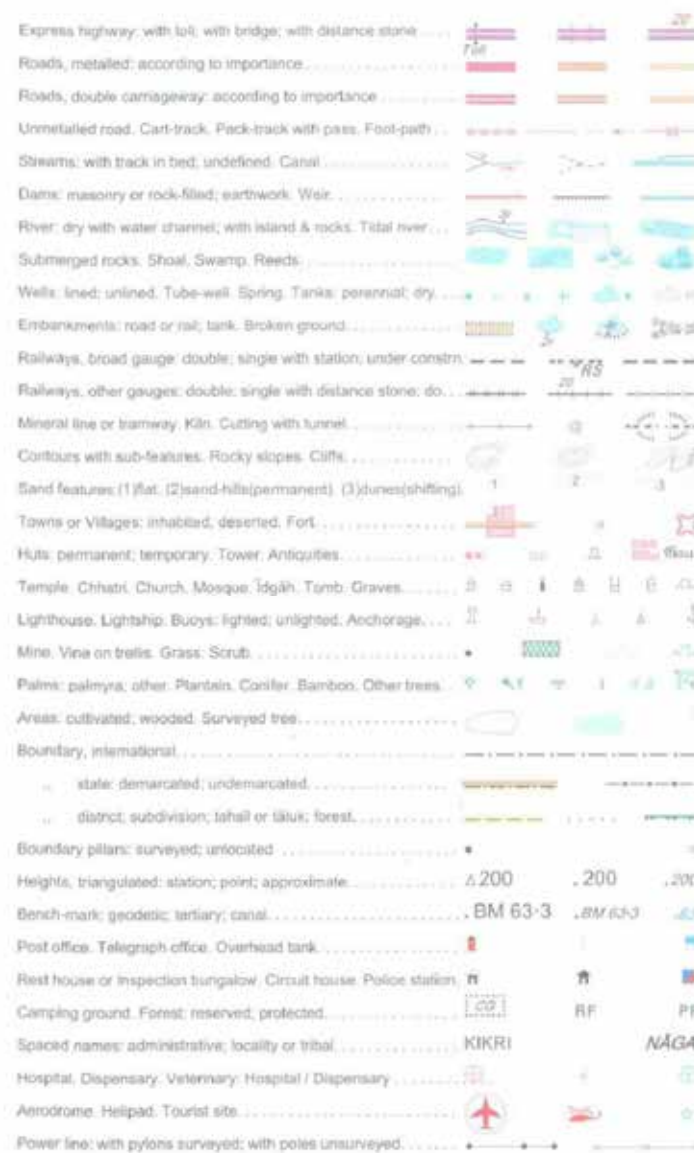 Express highway: with toll; with bridge; with distance stone 20
Toll
Roads, metalled: according to importance
Roads, double carriageway: according to importance
Unmetalled road. Cart-track. Pack-track with pass. Foot-path
Streams: with track in bed; undefined. Canal
Dams: masonry or rock-filled; earthwork. Weir
River: dry with water channel; with island & rocks. Tidal river
Submerged rocks. Shoal. Swamp. Reeds
Wells: lined; unlined. Tube-well. Spring. Tanks: perennial; dry
Embankments: road or rail; tank. Broken ground
Railways, broad gauge: double; single with station; under constrn. RS
Railways, other gauges: double; single with distance stone; do. 20
Mineral line or tramway. Kiln. Cutting with tunnel
Contours with sub-features. Rocky slopes. Cliffs
Sand features:(1)flat. (2)sand-hills(permanent). (3)dunes(shifting). 1 2 3
Towns or Villages: inhabited; deserted. Fort
Huts: permanent; temporary. Tower. Antiquities
Temple. Chhatri. Church. Mosque. Īdgāh. Tomb. Graves
Lighthouse. Lightship. Buoys: lighted; unlighted. Anchorage
Mine. Vine on trellis. Grass. Scrub
Palms: palmyra; other. Plantain. Conifer. Bamboo. Other trees
Areas: cultivated; wooded. Surveyed tree
Boundary, international
,, state: demarcated; undemarcated
,, district; subdivision; tahsil or tāluk; forest
Boundary pillars: surveyed; unlocated
Heights, triangulated: station; point; approximate △200 .200 .200
Bench-mark: geodetic; tertiary; canal .BM 63·3 .BM 63·3
Post office. Telegraph office. Overhead tank
Rest house or Inspection bungalow. Circuit house. Police station
Camping ground. Forest: reserved; protected CG RF PF
Spaced names: administrative; locality or tribal KIKRI NĀGA
Hospital. Dispensary. Veterinary: Hospital / Dispensary
Aerodrome. Helipad. Tourist site
Power line: with pylons surveyed; with poles unsurveyed